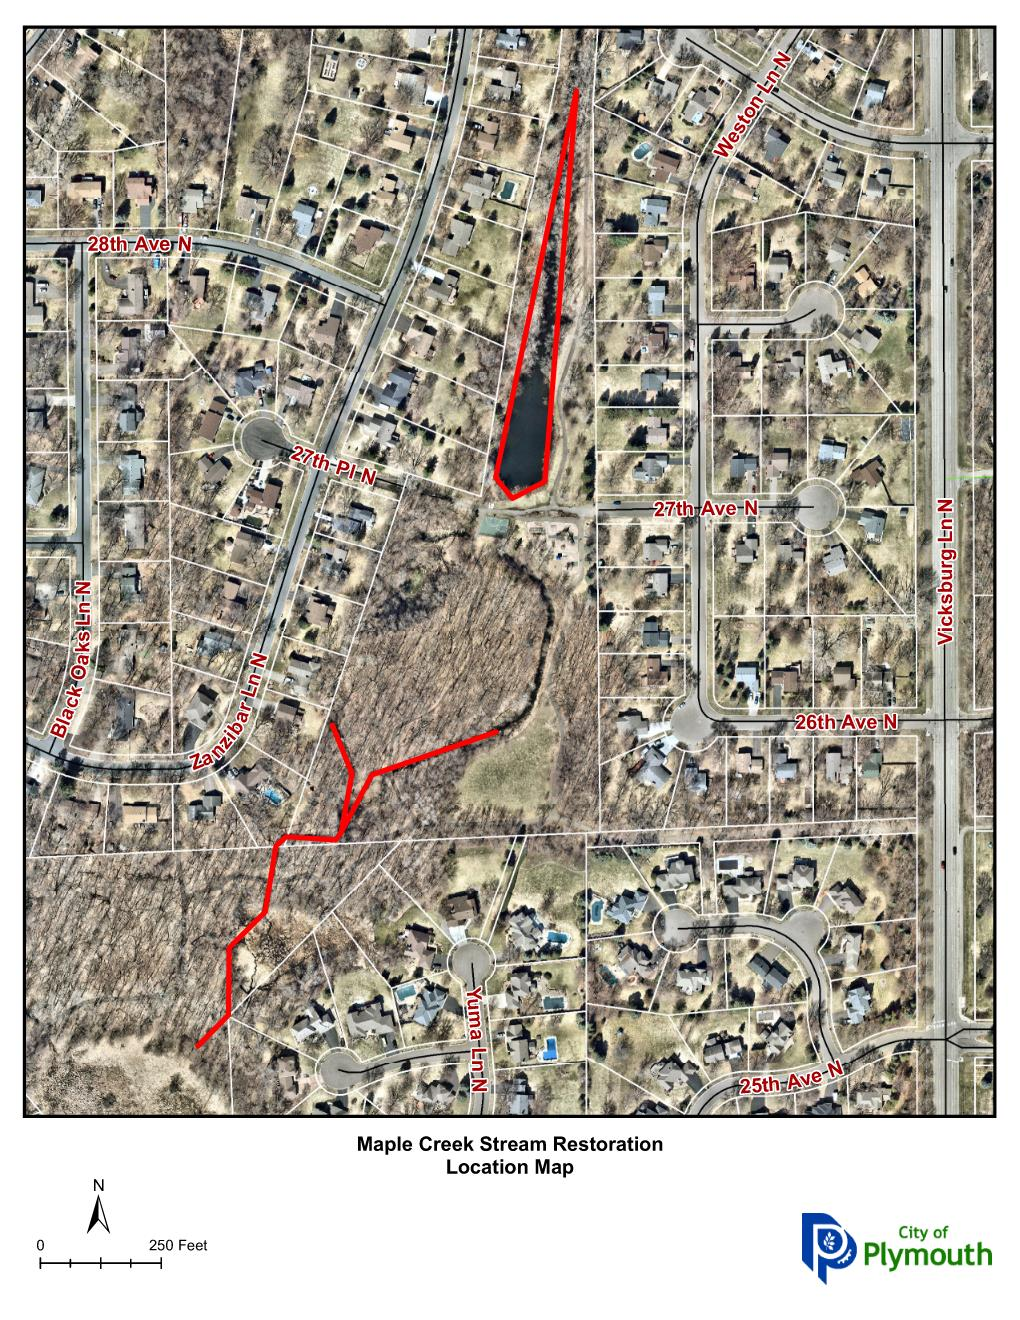 Weston Ln N
28th Ave N
27th Pl N
27th Ave N
Vicksburg Ln N
Black Oaks Ln N
Zanzibar Ln N
26th Ave N
Yuma Ln N
25th Ave N
Maple Creek Stream Restoration
Location Map
N
0 250 Feet
City of
Plymouth